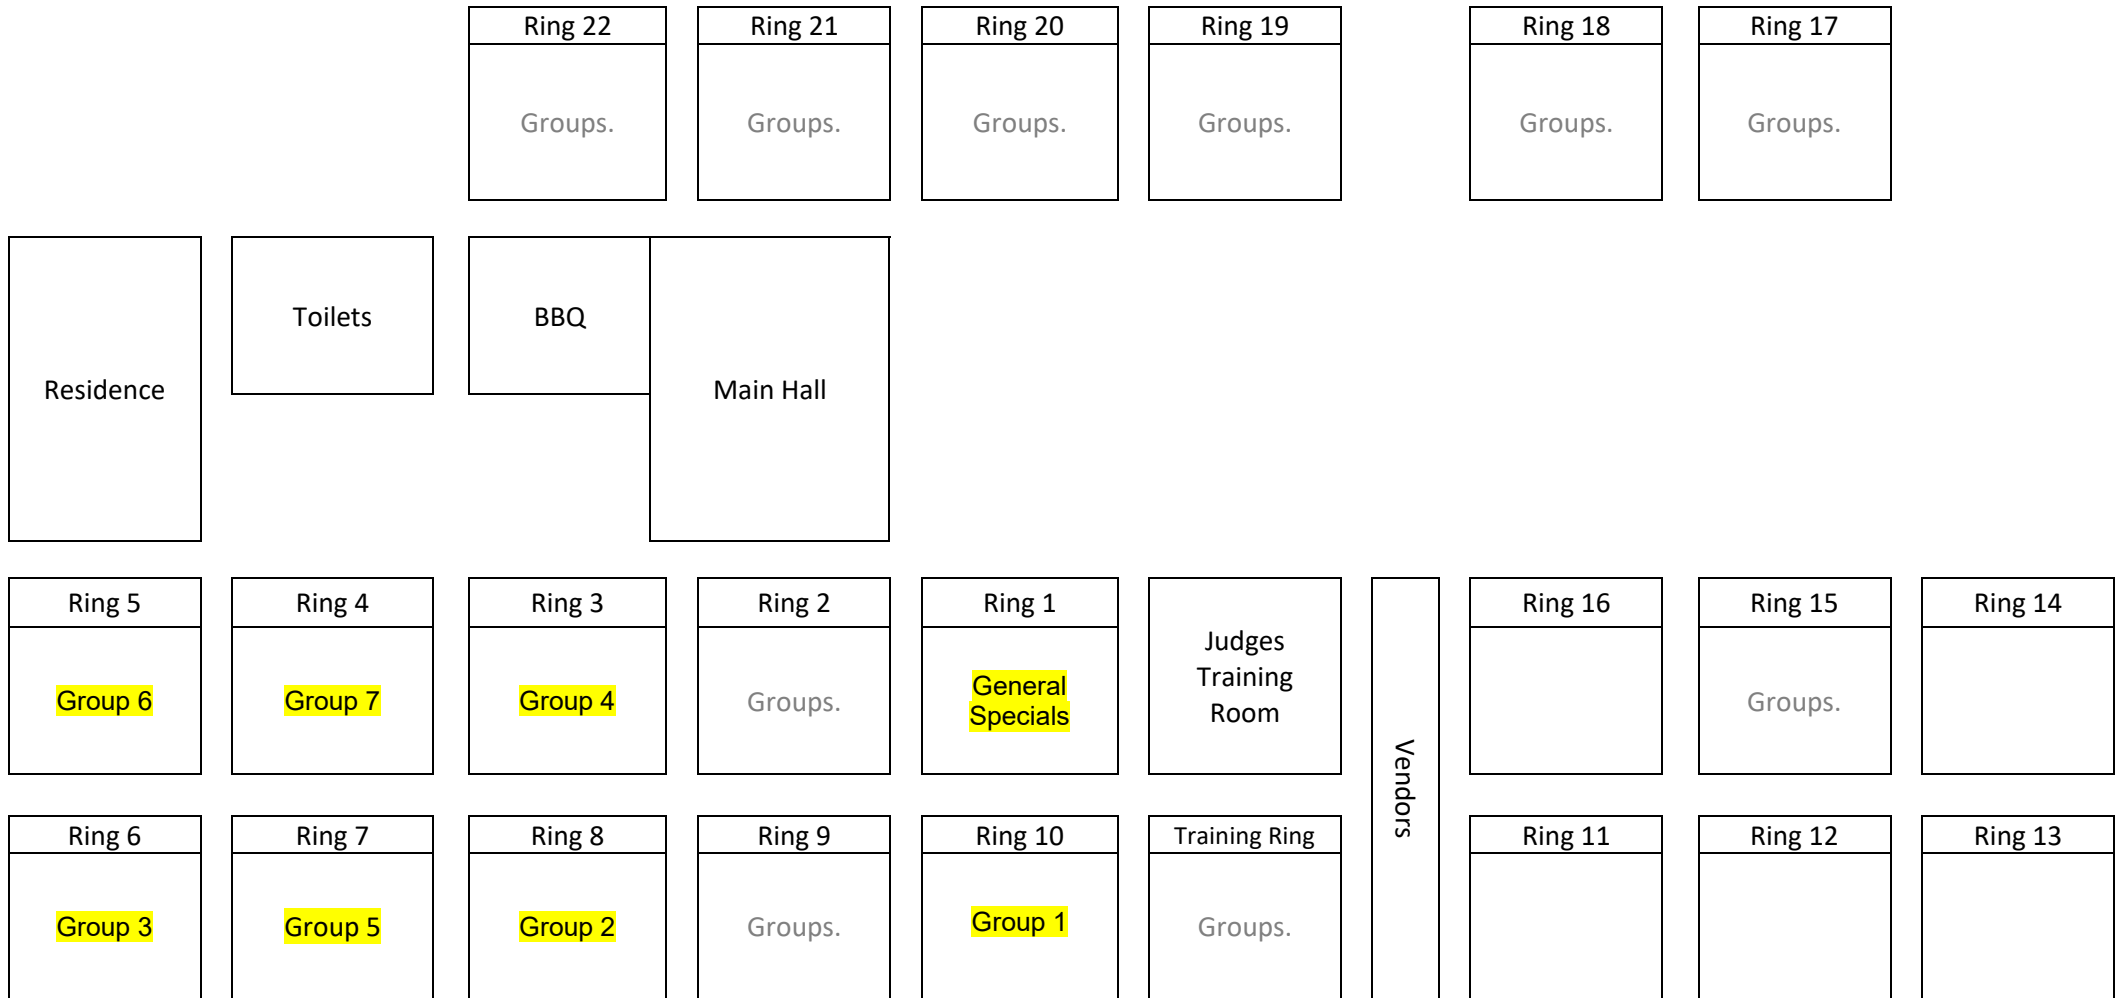 Ring 22
Ring 21
Ring 20
Ring 19
Ring 18
Ring 17
Groups.
Groups.
Groups.
Groups.
Groups.
Groups.
Residence
Toilets
BBQ
Main Hall
Ring 5
Ring 4
Ring 3
Ring 2
Ring 1
Judges
Training
Room
Vendors
Ring 16
Ring 15
Ring 14
Group 6
Group 7
Group 4
Groups.
General
Specials
Groups.
Ring 6
Ring 7
Ring 8
Ring 9
Ring 10
Training Ring
Ring 11
Ring 12
Ring 13
Group 3
Group 5
Group 2
Groups.
Group 1
Groups.